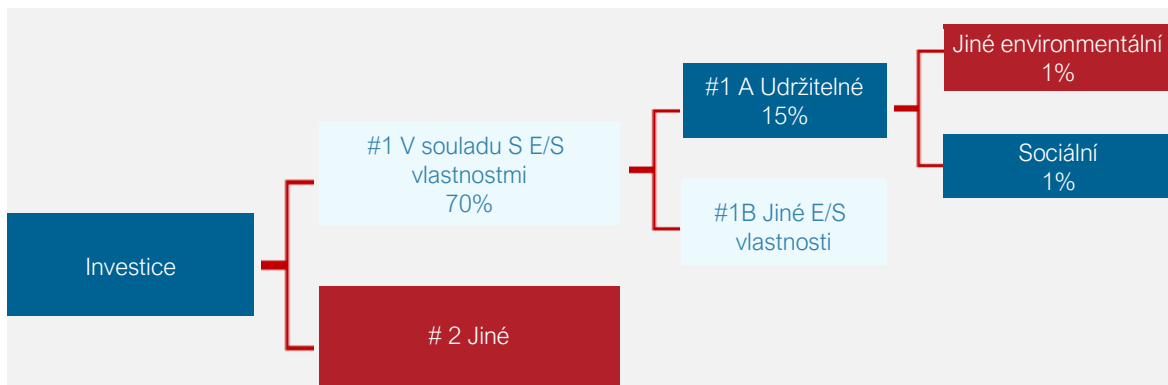 Investice
#1 V souladu S E/S
vlastnostmi
70%
# 2 Jiné
#1 A Udržitelné
15%
#1B Jiné E/S
vlastnosti
Jiné environmentální
1%
Sociální
1%